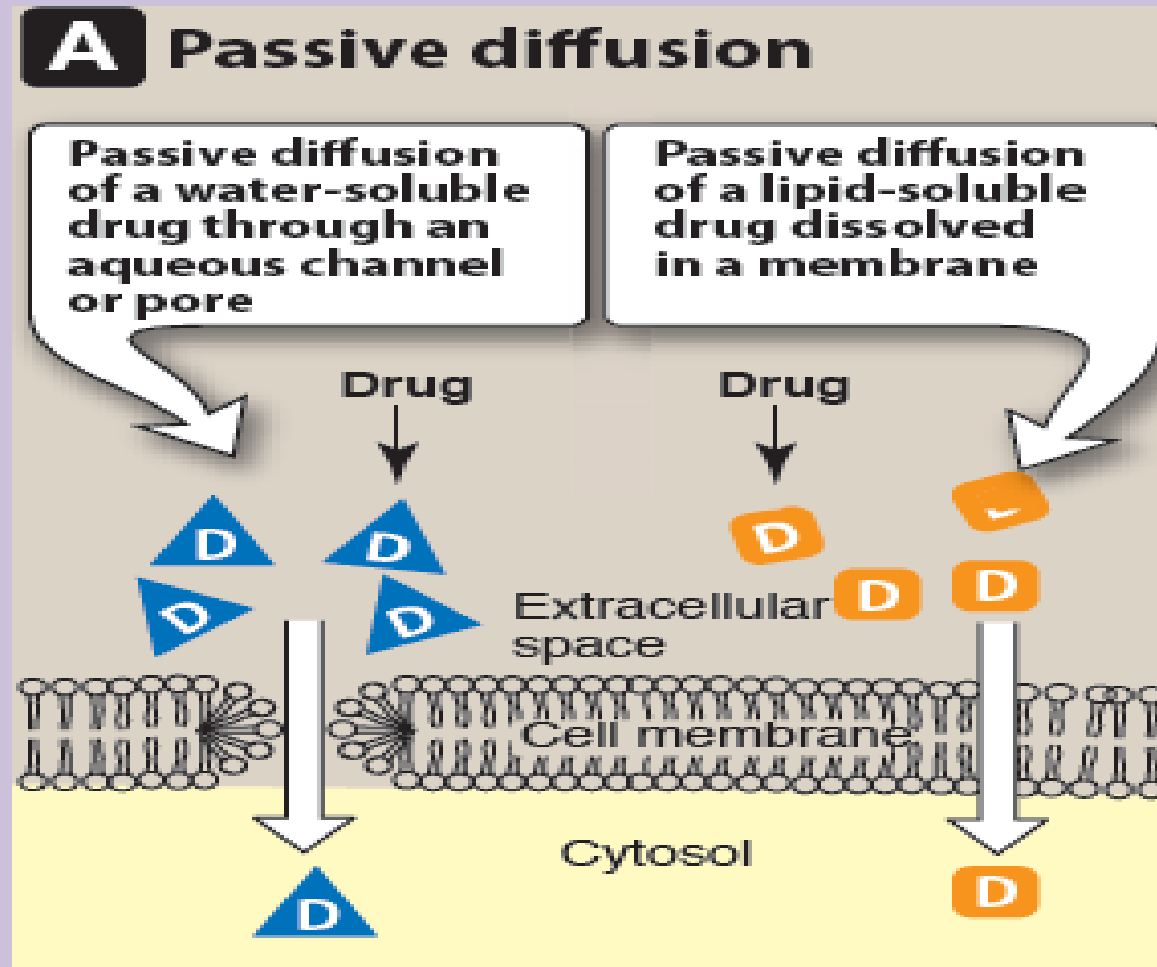 A Passive diffusion
Passive diffusion
of a water-soluble
drug through an
aqueous channel
or pore
Passive diffusion
of a lipid-soluble
drug dissolved
in a membrane
Drug
Drug
D
D
D
D
D
D
D
Extracellular
space
Cell membrane
Cytosol
D
D